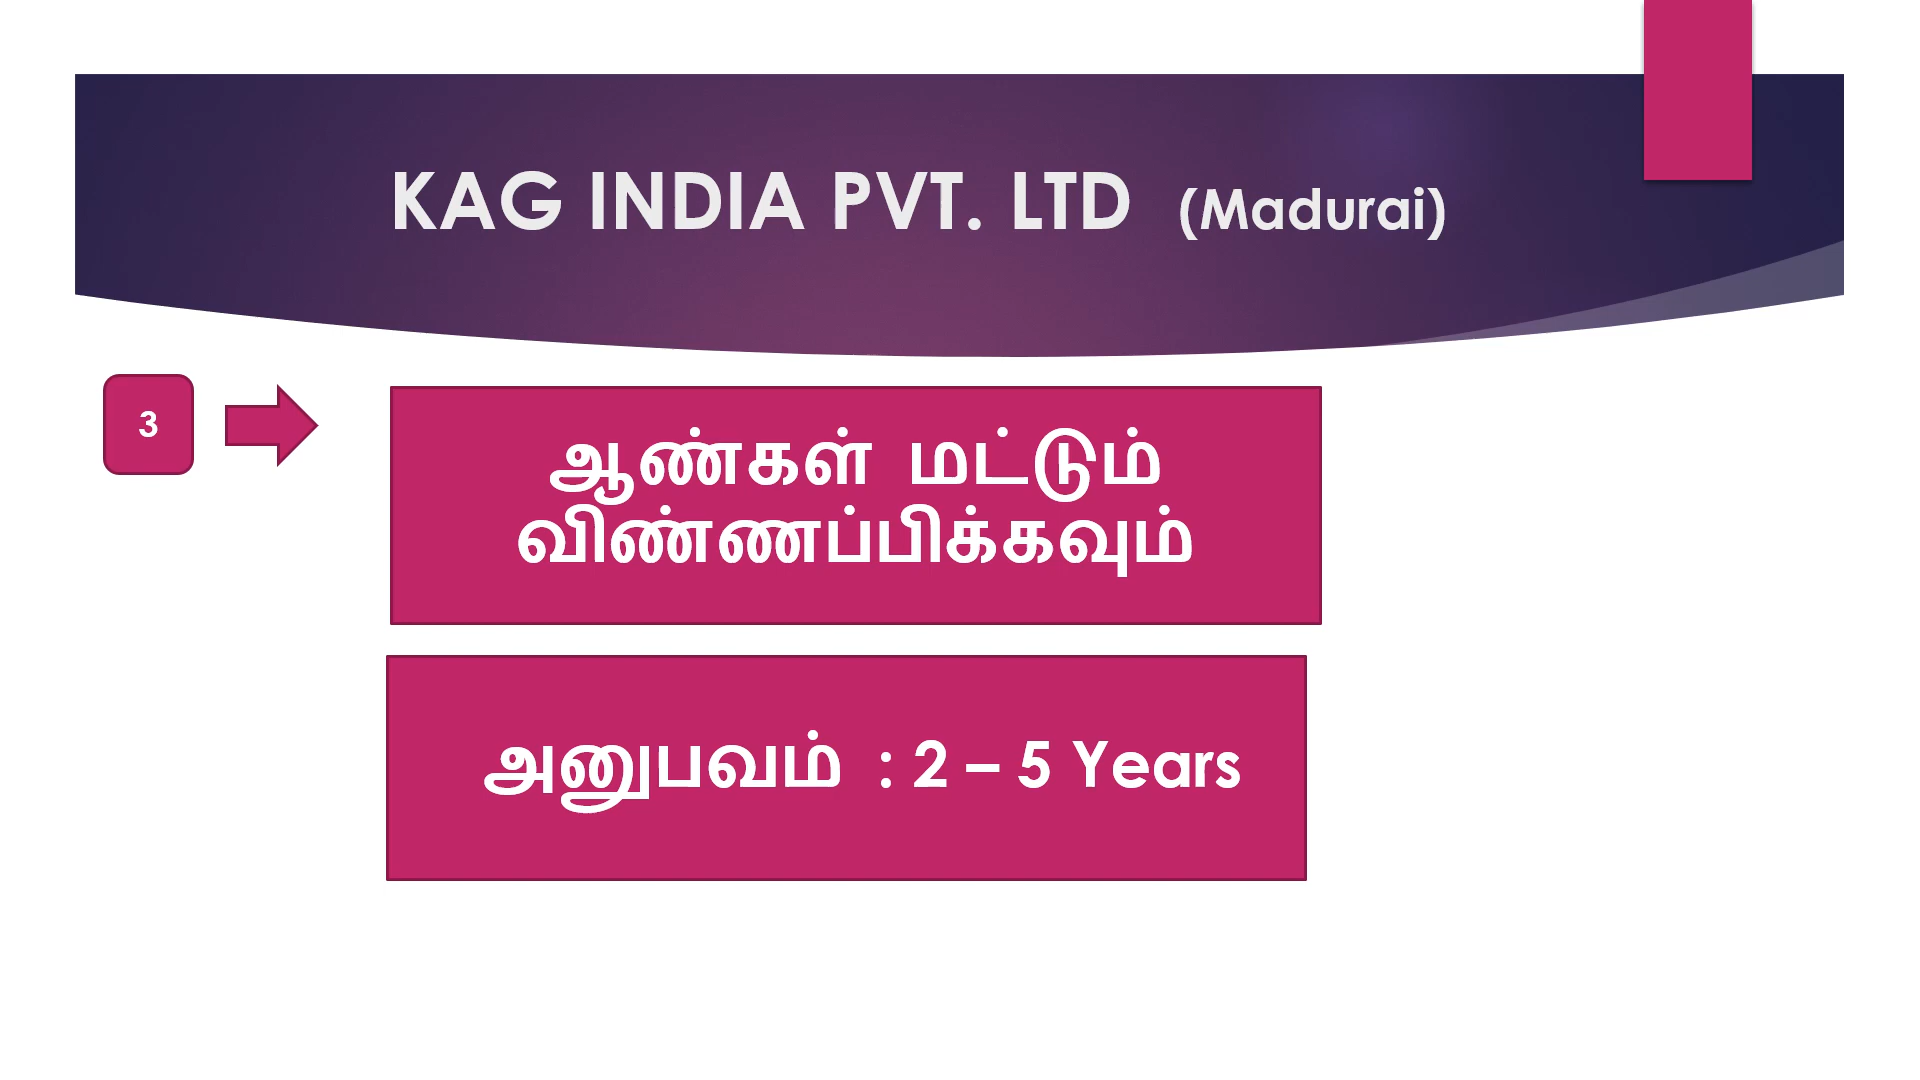 KAG INDIA PVT. LTD (Madurai)
3
ஆண்கள் மட்டும்
விண்ணப்பிக்கவும்
அனுபவம் : 2 – 5 Years